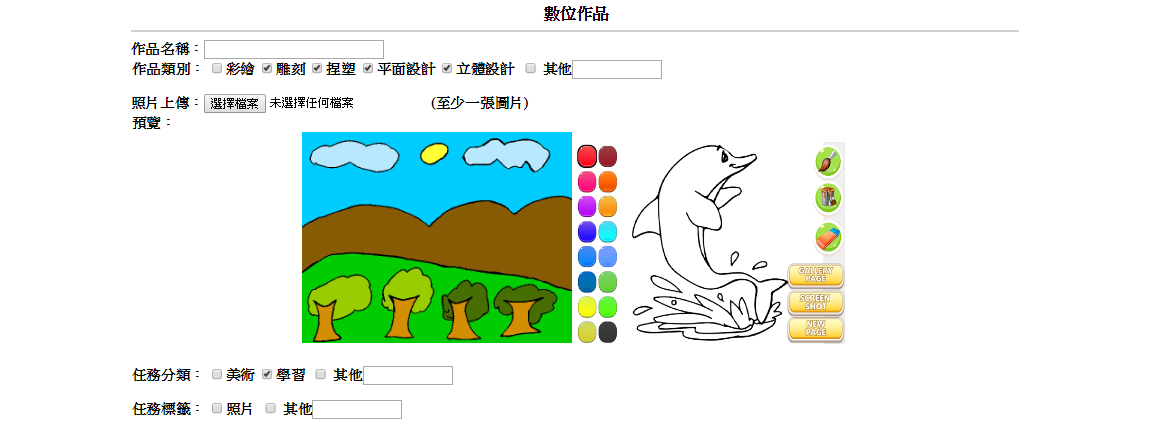 數位作品
作品名稱：
作品類別： 彩繪 雕刻 捏塑 平面設計 立體設計 其他
照片上傳： 選擇檔案 未選擇任何檔案 (至少一張圖片)
預覽：
GALLERY
PAGE
SCREEN
SHOT
NEW
PAGE
任務分類： 美術 學習 其他
任務標籤： 照片 其他